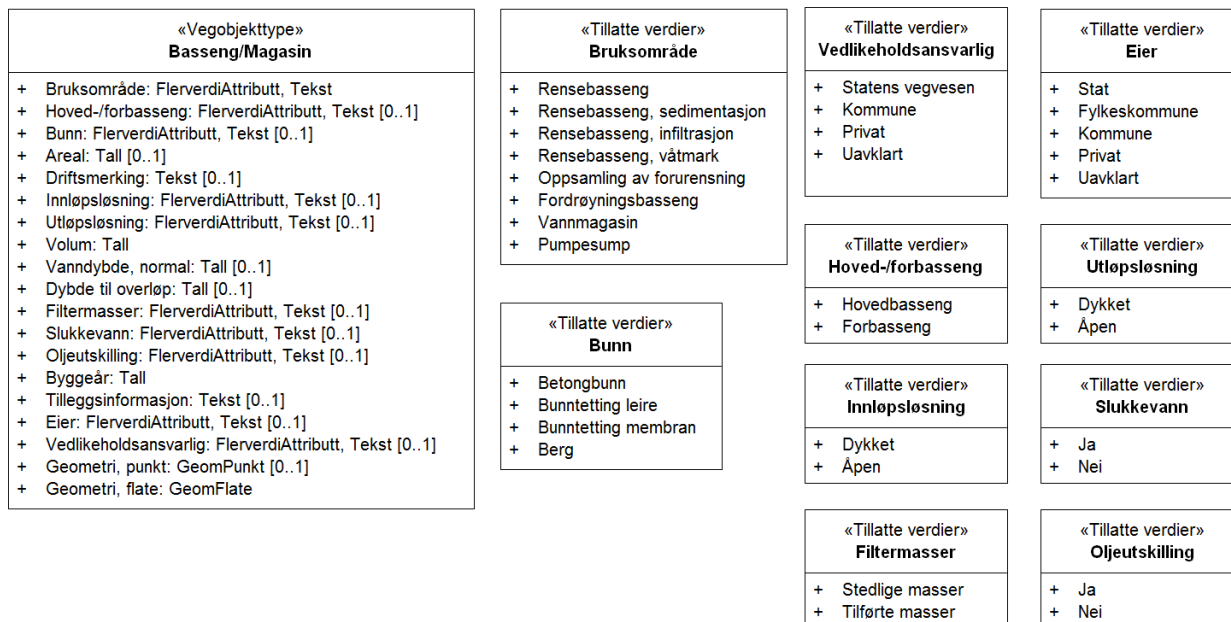 «Vegobjekttype»
Basseng/Magasin
+ Bruksområde: FlerverdiAttributt, Tekst
+ Hoved-/forbasseng: FlerverdiAttributt, Tekst [0..1]
+ Bunn: FlerverdiAttributt, Tekst [0..1]
+ Areal: Tall [0..1]
+ Driftsmerking: Tekst [0..1]
+ Innløpsløsning: FlerverdiAttributt, Tekst [0..1]
+ Utløpsløsning: FlerverdiAttributt, Tekst [0..1]
+ Volum: Tall
+ Vanndybde, normal: Tall [0..1]
+ Dybde til overløp: Tall [0..1]
+ Filtermasser: FlerverdiAttributt, Tekst [0..1]
+ Slukkevann: FlerverdiAttributt, Tekst [0..1]
+ Oljeutskilling: FlerverdiAttributt, Tekst [0..1]
+ Byggeår: Tall
+ Tilleggsinformasjon: Tekst [0..1]
+ Eier: FlerverdiAttributt, Tekst [0..1]
+ Vedlikeholdsansvarlig: FlerverdiAttributt, Tekst [0..1]
+ Geometri, punkt: GeomPunkt [0..1]
+ Geometri, flate: GeomFlate
«Tillatte verdier»
Bruksområde
+ Rensebasseng
+ Rensebasseng, sedimentasjon
+ Rensebasseng, infiltrasjon
+ Rensebasseng, våtmark
+ Oppsamling av forurensning
+ Fordrøyningsbasseng
+ Vannmagasin
+ Pumpesump
«Tillatte verdier»
Bunn
+ Betongbunn
+ Bunntetting leire
+ Bunntetting membran
+ Berg
«Tillatte verdier»
Vedlikeholdsansvarlig
+ Statens vegvesen
+ Kommune
+ Privat
+ Uavklart
«Tillatte verdier»
Eier
+ Stat
+ Fylkeskommune
+ Kommune
+ Privat
+ Uavklart
«Tillatte verdier»
Hoved-/forbasseng
+ Hovedbasseng
+ Forbasseng
«Tillatte verdier»
Utløpsløsning
+ Dykket
+ Åpen
«Tillatte verdier»
Innløpsløsning
+ Dykket
+ Åpen
«Tillatte verdier»
Slukkevann
+ Ja
+ Nei
«Tillatte verdier»
Filtermasser
+ Stedlige masser
+ Tilførte masser
«Tillatte verdier»
Oljeutskilling
+ Ja
+ Nei